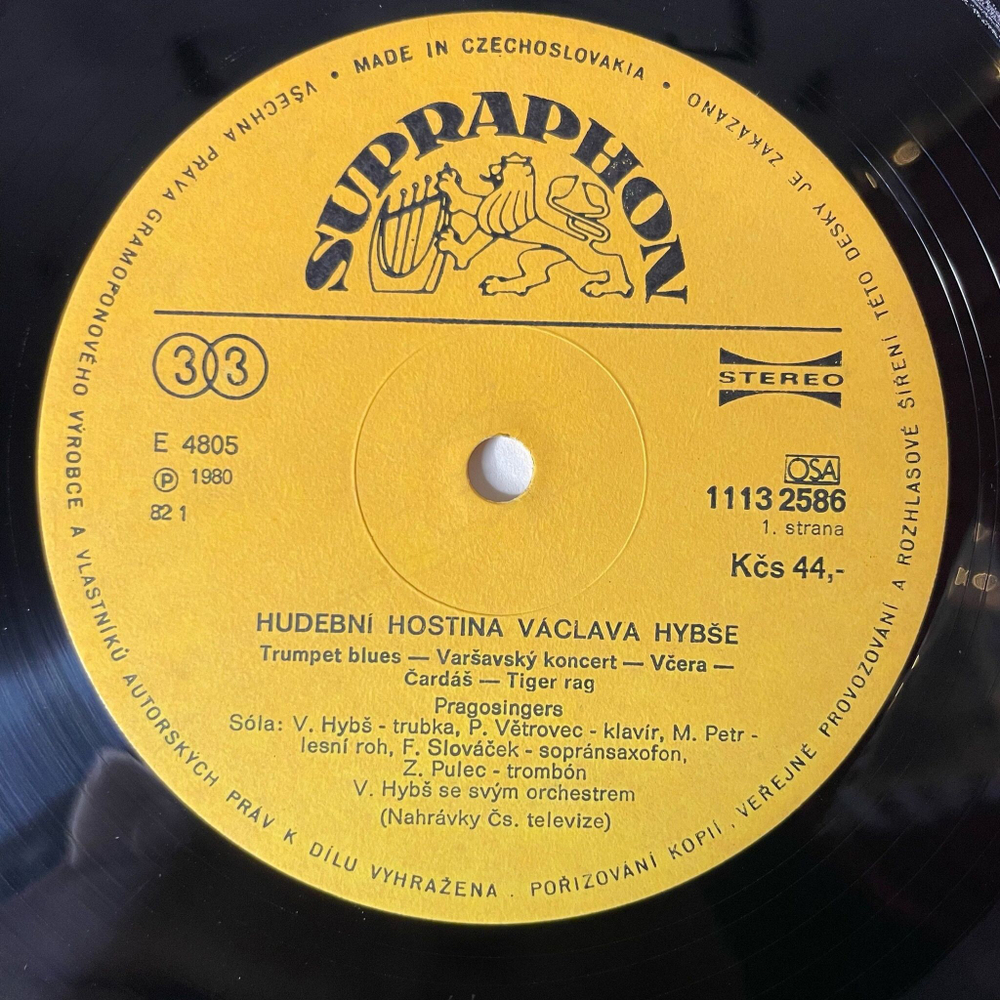 MADE IN CZECHOSLOVAKIA •
VŠECHNA PRÁVA GRAMOFONOVÉHO VÝROBCE A VLASTNÍKŮ AUTORSKÝCH PRÁV K DÍLU VYHRAŽENA . POŘIZOVÁNÍ KOPIÍ , VEŘEJNÉ PROVOZOVÁNÍ A ROZHLASOVÉ ŠÍŘENÍ TÉTO DESKY JE ZAKÁZÁNO •
SUPRAPHON
33
STEREO
E 4805
℗ 1980
82 1
OSA
1113 2586
1. strana
Kčs 44,-
HUDEBNÍ HOSTINA VÁCLAVA HYBŠE
Trumpet blues — Varšavský koncert — Včera —
Čardáš — Tiger rag
Pragosingers
Sóla: V. Hybš - trubka, P. Větrovec - klavír, M. Petr -
lesní roh, F. Slováček - sopránsaxofon,
Z. Pulec - trombón
V. Hybš se svým orchestrem
(Nahrávky Čs. televize)